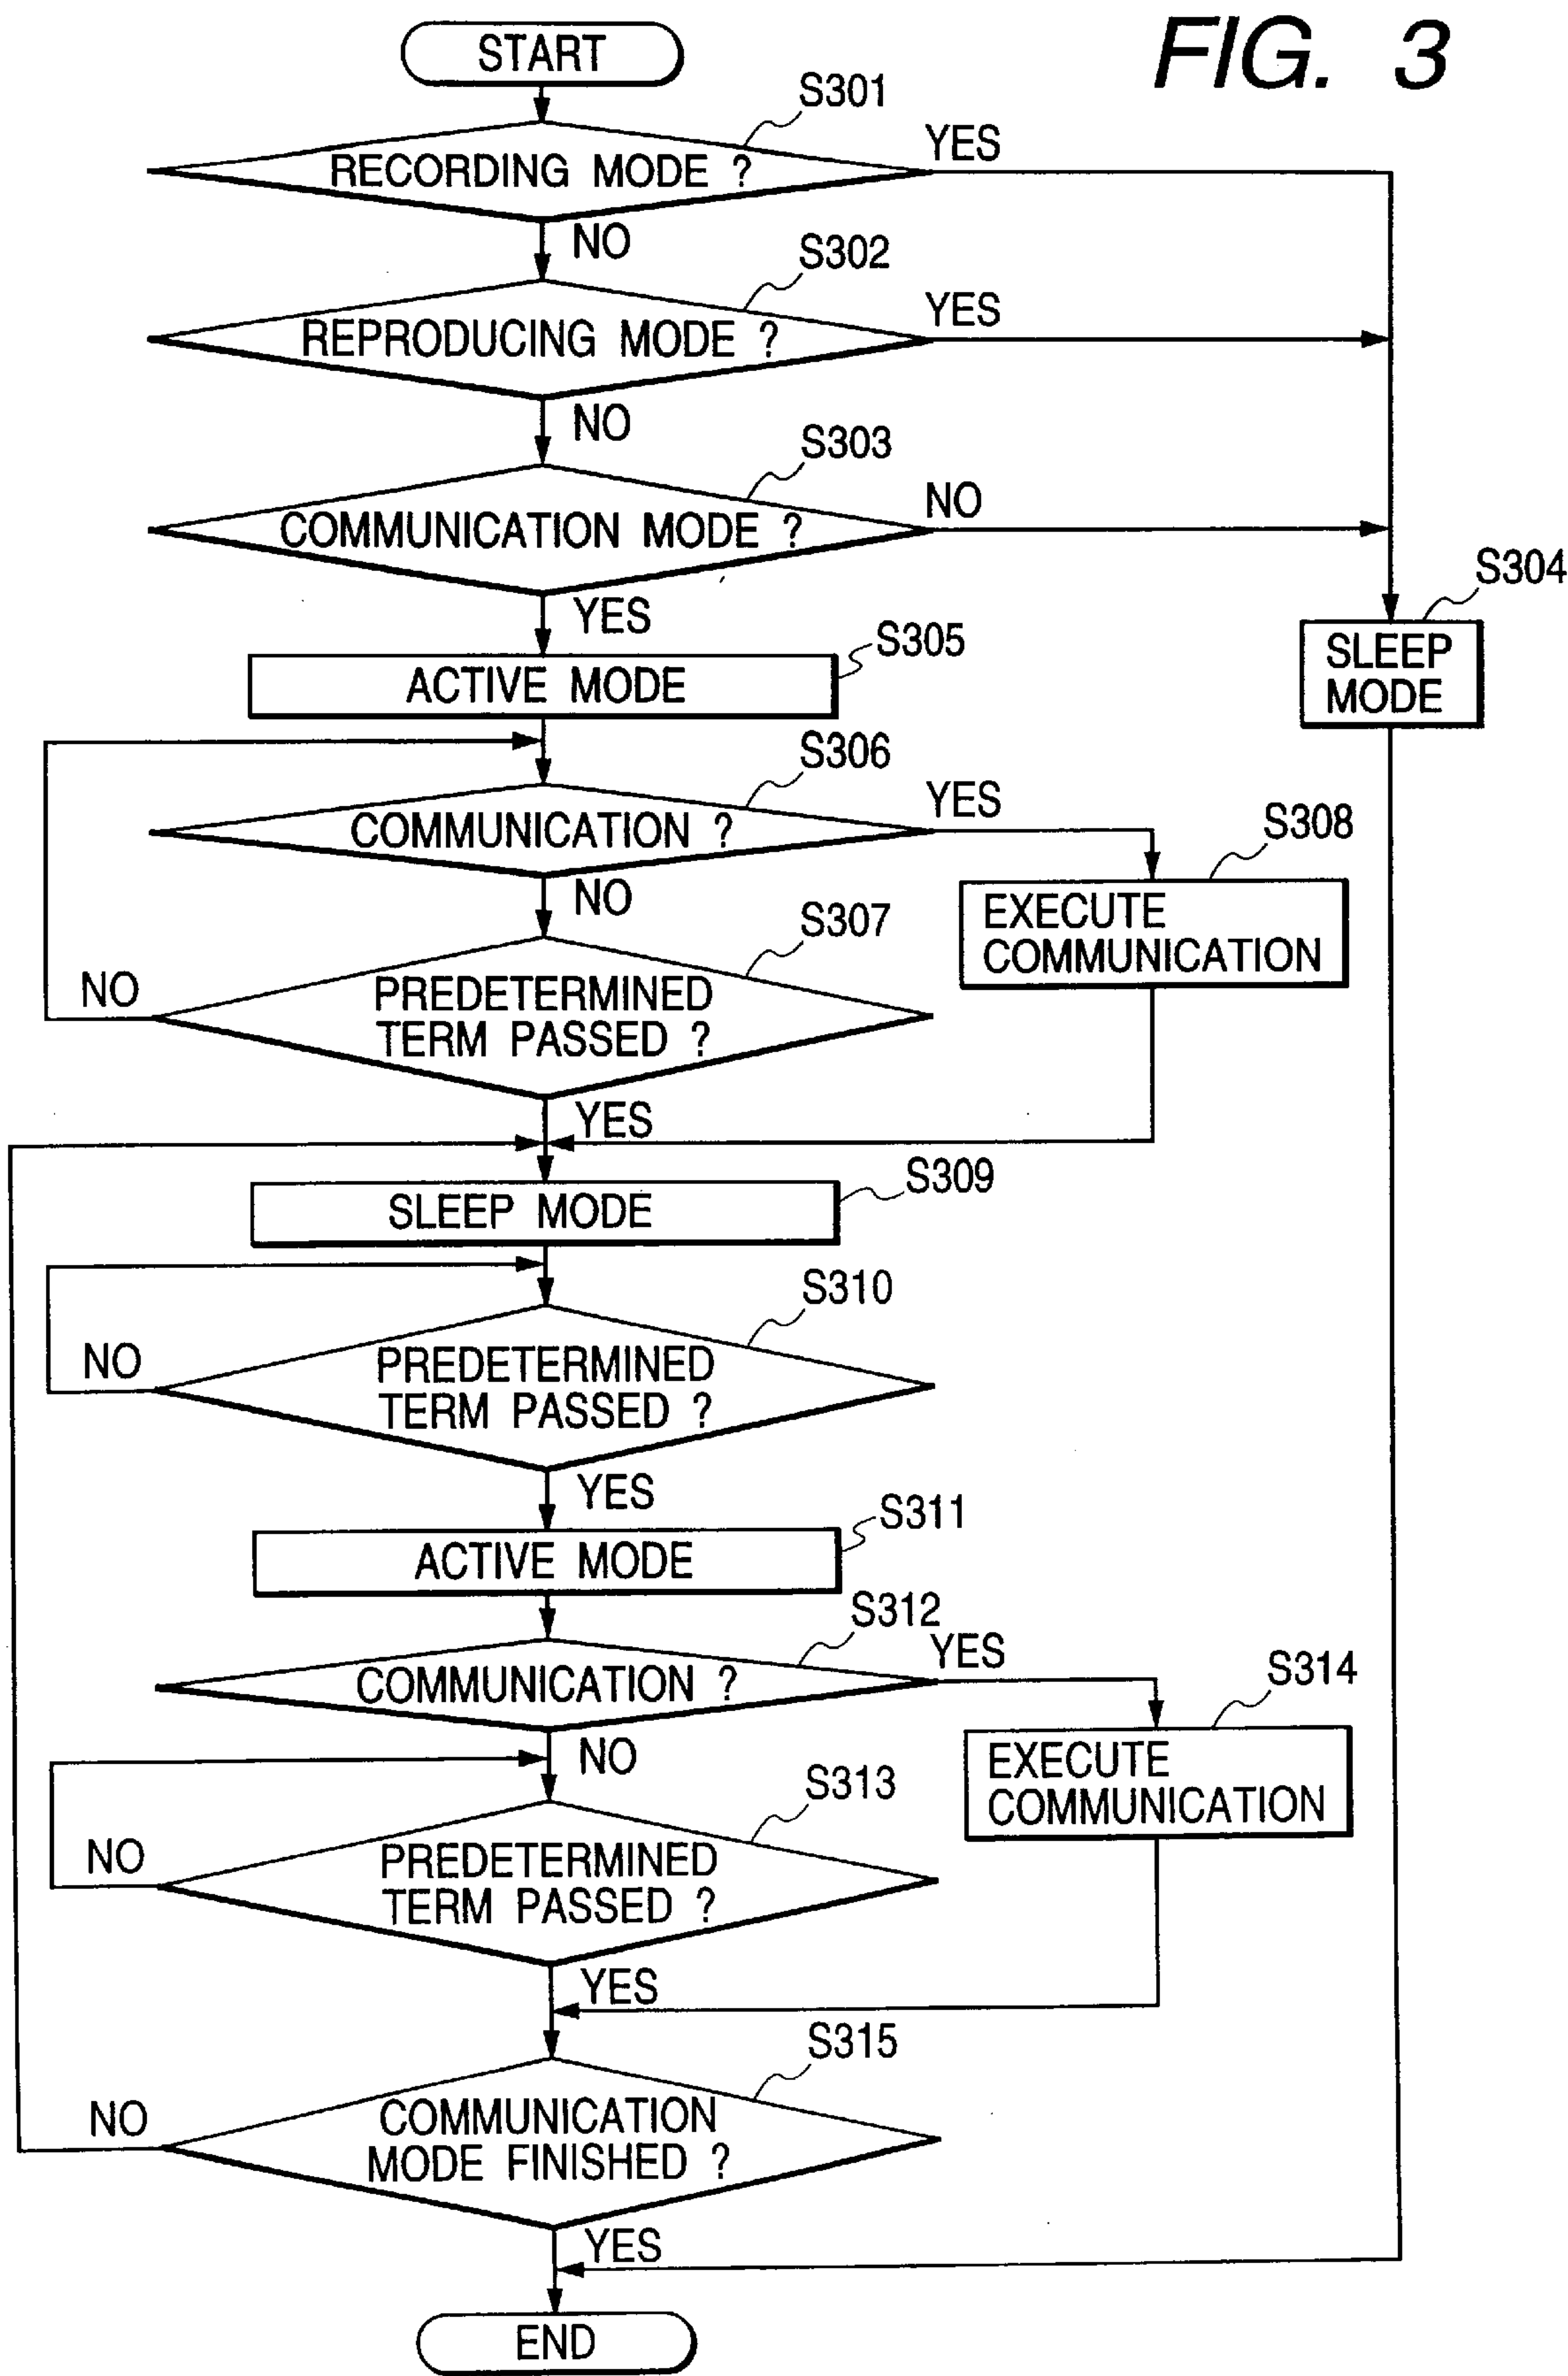 FIG. 3
START
S301
RECORDING MODE ?
YES
NO
S302
REPRODUCING MODE ?
YES
NO
S303
COMMUNICATION MODE ?
NO
YES
S304
SLEEP
MODE
S305
ACTIVE MODE
S306
COMMUNICATION ?
YES
NO
S308
EXECUTE
COMMUNICATION
S307
PREDETERMINED
TERM PASSED ?
NO
YES
S309
SLEEP MODE
S310
PREDETERMINED
TERM PASSED ?
NO
YES
S311
ACTIVE MODE
S312
COMMUNICATION ?
YES
NO
S314
EXECUTE
COMMUNICATION
S313
PREDETERMINED
TERM PASSED ?
NO
YES
S315
COMMUNICATION
MODE FINISHED ?
NO
YES
END